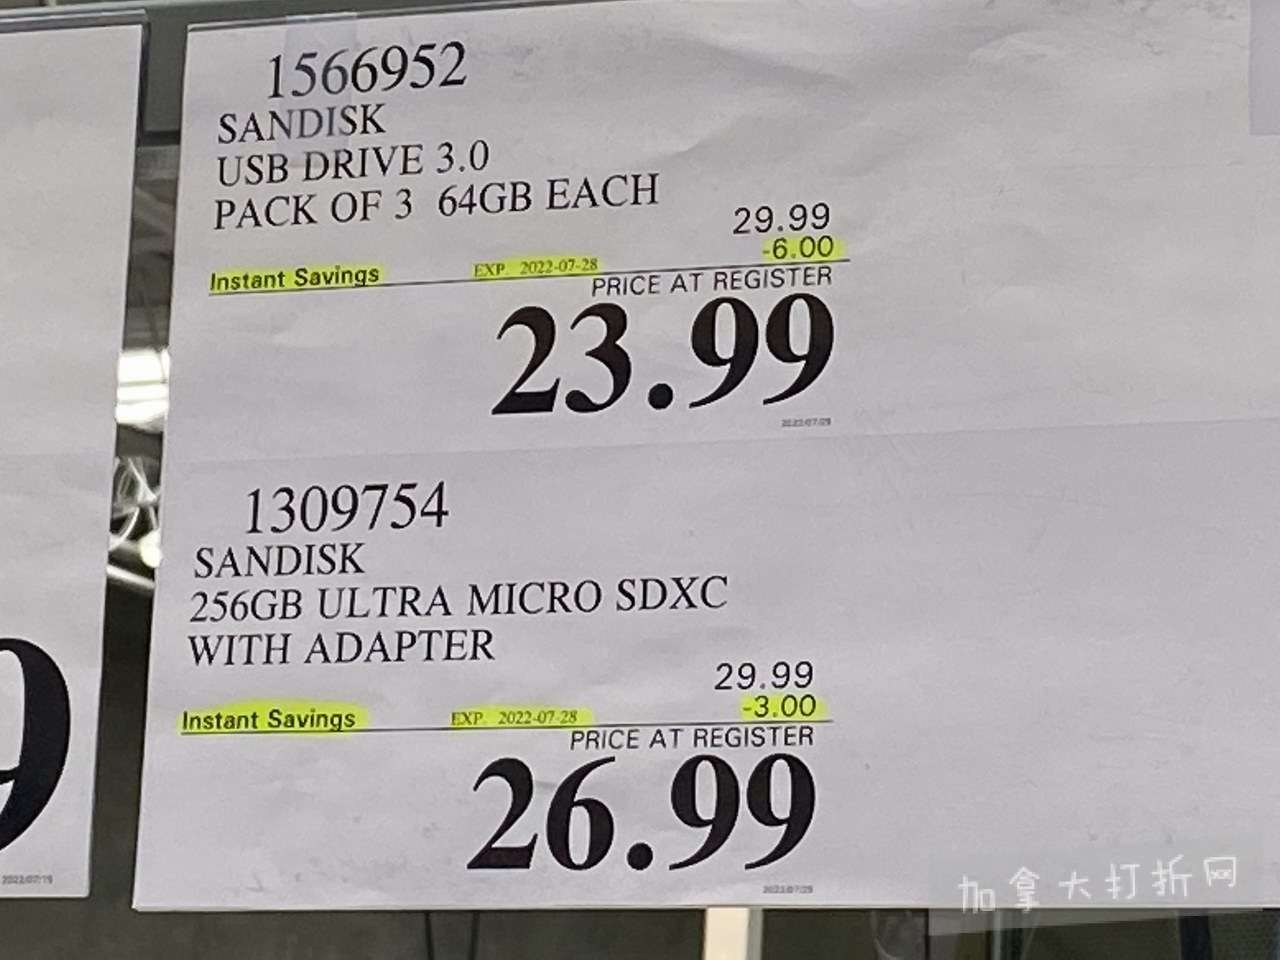 1566952
SANDISK
USB DRIVE 3.0
PACK OF 3 64GB EACH
29.99
-6.00
Instant Savings EXP. 2022-07-28
PRICE AT REGISTER
23.99
1309754
SANDISK
256GB ULTRA MICRO SDXC
WITH ADAPTER
29.99
-3.00
Instant Savings EXP. 2022-07-28
PRICE AT REGISTER
26.99
9
加拿大打折网